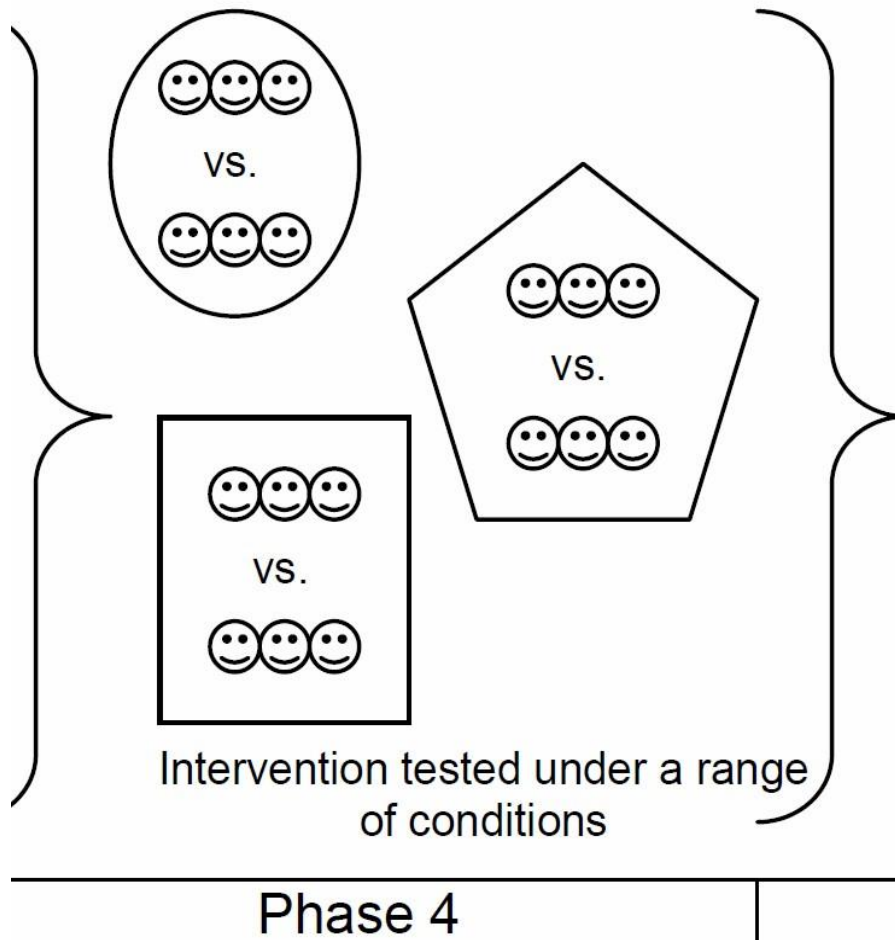 vs.
vs.
vs.
Intervention tested under a range
of conditions
Phase 4